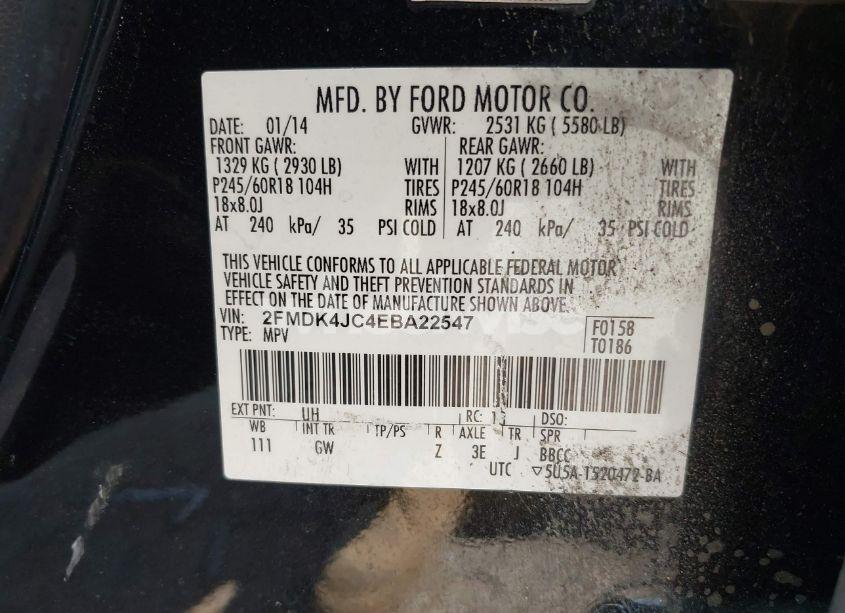 MFD. BY FORD MOTOR CO.
DATE: 01/14 GVWR: 2531 KG ( 5580 LB)
FRONT GAWR: REAR GAWR:
1329 KG ( 2930 LB) WITH 1207 KG ( 2660 LB) WITH
P245/60R18 104H TIRES P245/60R18 104H TIRES
18x8.0J RIMS 18x8.0J RIMS
AT 240 kPa/ 35 PSI COLD AT 240 kPa/ 35 PSI COLD
THIS VEHICLE CONFORMS TO ALL APPLICABLE FEDERAL MOTOR
VEHICLE SAFETY AND THEFT PREVENTION STANDARDS IN
EFFECT ON THE DATE OF MANUFACTURE SHOWN ABOVE.
VIN: 2FMDK4JC4EBA22547 F0158
TYPE: MPV T0186
EXT PNT: UH RC: 13 DSO:
WB INT TR TP/PS R AXLE TR SPR
111 GW Z 3E J BBCC
UTC ▽5U5A-1520472-BA